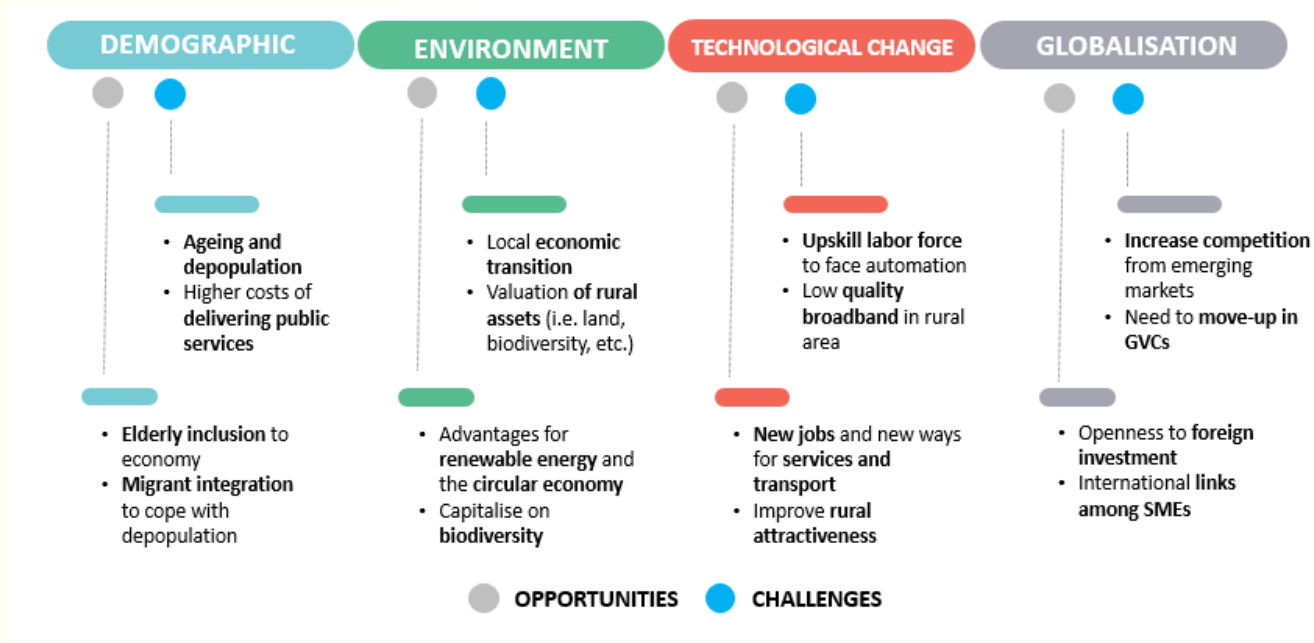 DEMOGRAPHIC
• Ageing and
depopulation
• Higher costs of
delivering public
services
• Elderly inclusion to
economy
• Migrant integration
to cope with
depopulation
ENVIRONMENT
• Local economic
transition
• Valuation of rural
assets (i.e. land,
biodiversity, etc.)
• Advantages for
renewable energy and
the circular economy
• Capitalise on
biodiversity
TECHNOLOGICAL CHANGE
• Upskill labor force
to face automation
• Low quality
broadband in rural
area
• New jobs and new ways
for services and
transport
• Improve rural
attractiveness
GLOBALISATION
• Increase competition
from emerging
markets
• Need to move-up in
GVCs
• Openness to foreign
investment
• International links
among SMEs
OPPORTUNITIES
CHALLENGES